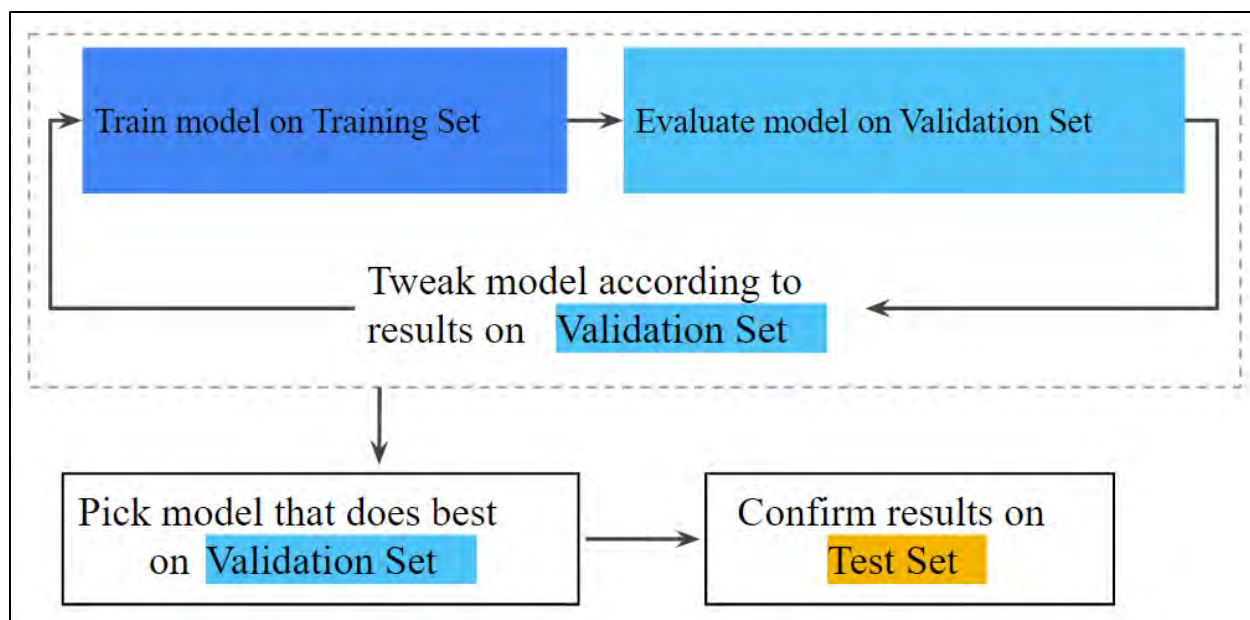 Train model on Training Set
Evaluate model on Validation Set
Tweak model according to
results on Validation Set
Pick model that does best
on Validation Set
Confirm results on
Test Set